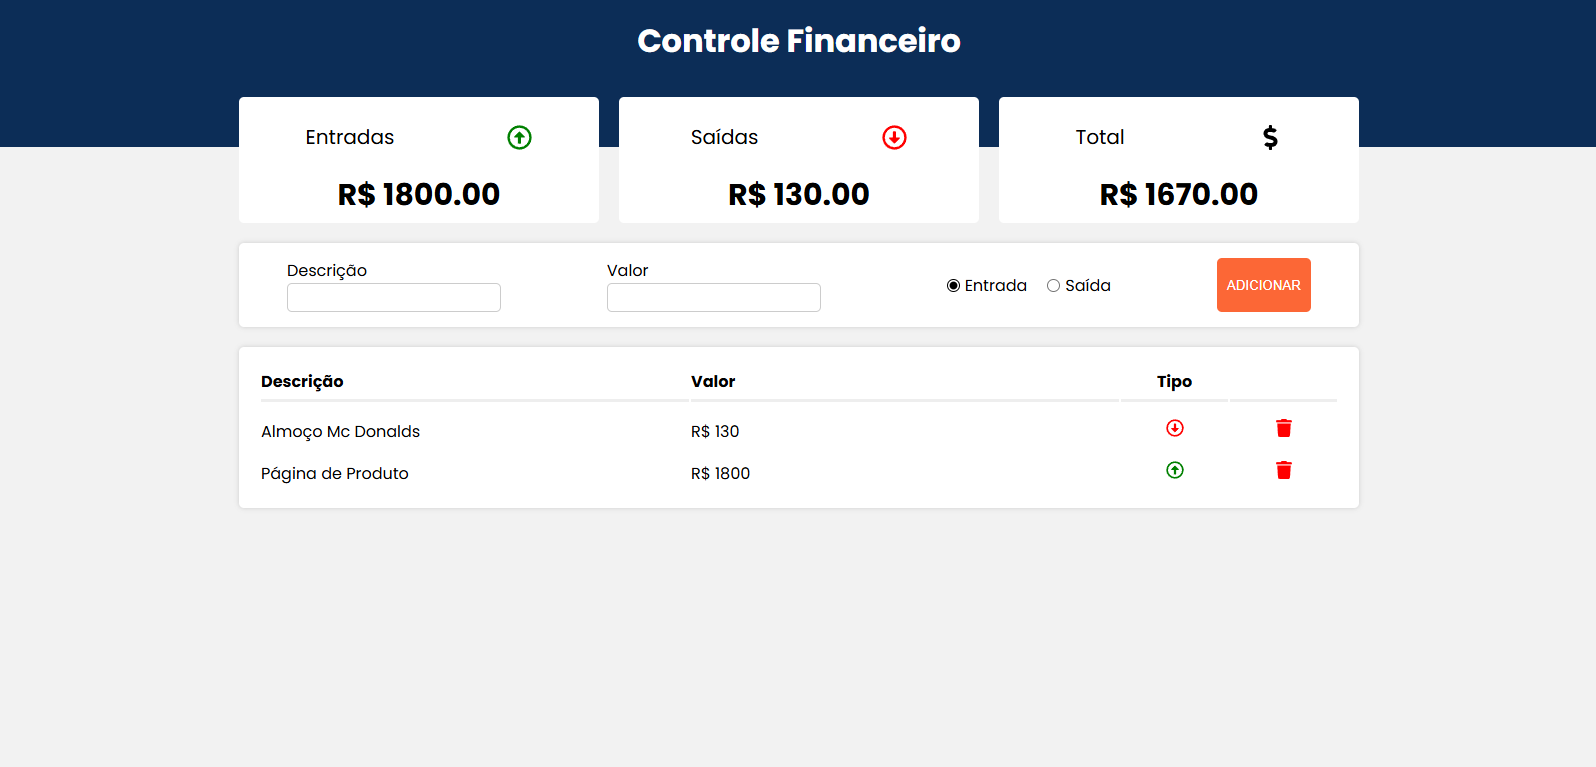 Controle Financeiro
Entradas
R$ 1800.00
Saídas
R$ 130.00
Total
$
R$ 1670.00
Descrição
Valor
Entrada
Saída
ADICIONAR
Descrição Valor Tipo
Almoço Mc Donalds R$ 130
Página de Produto R$ 1800